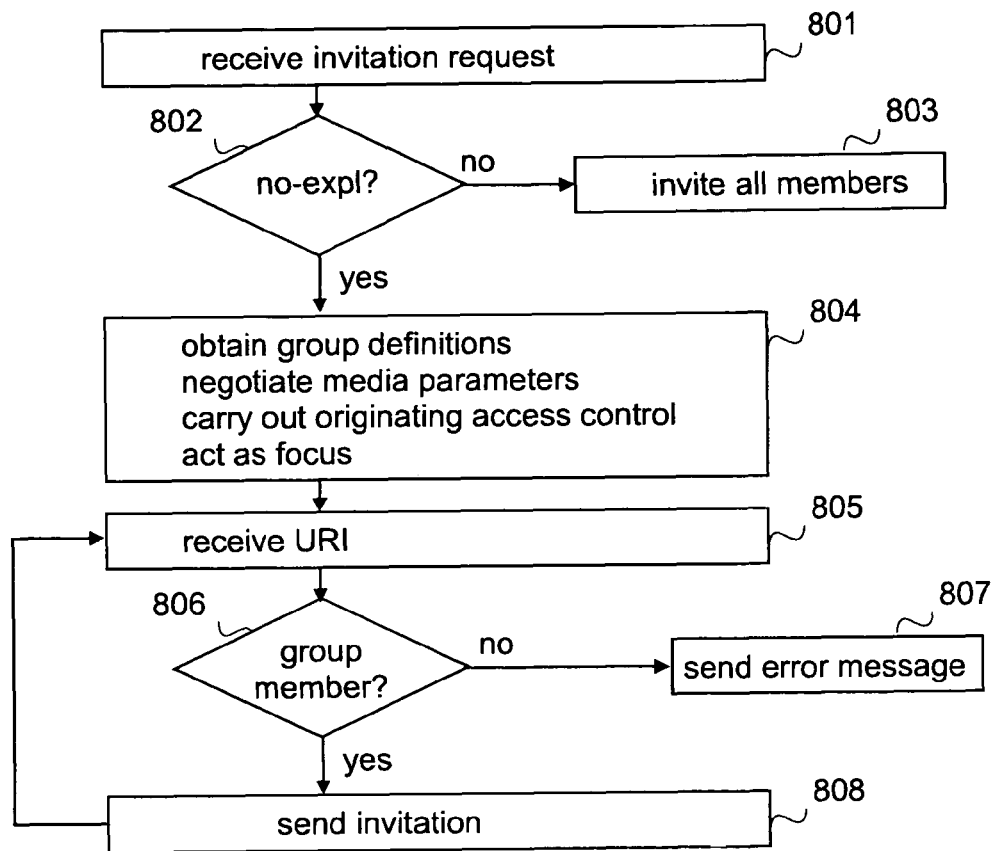 801
receive invitation request
802
803
no-expl?
no
invite all members
yes
804
obtain group definitions
negotiate media parameters
carry out originating access control
act as focus
805
receive URI
806
807
group
member?
no
send error message
yes
808
send invitation